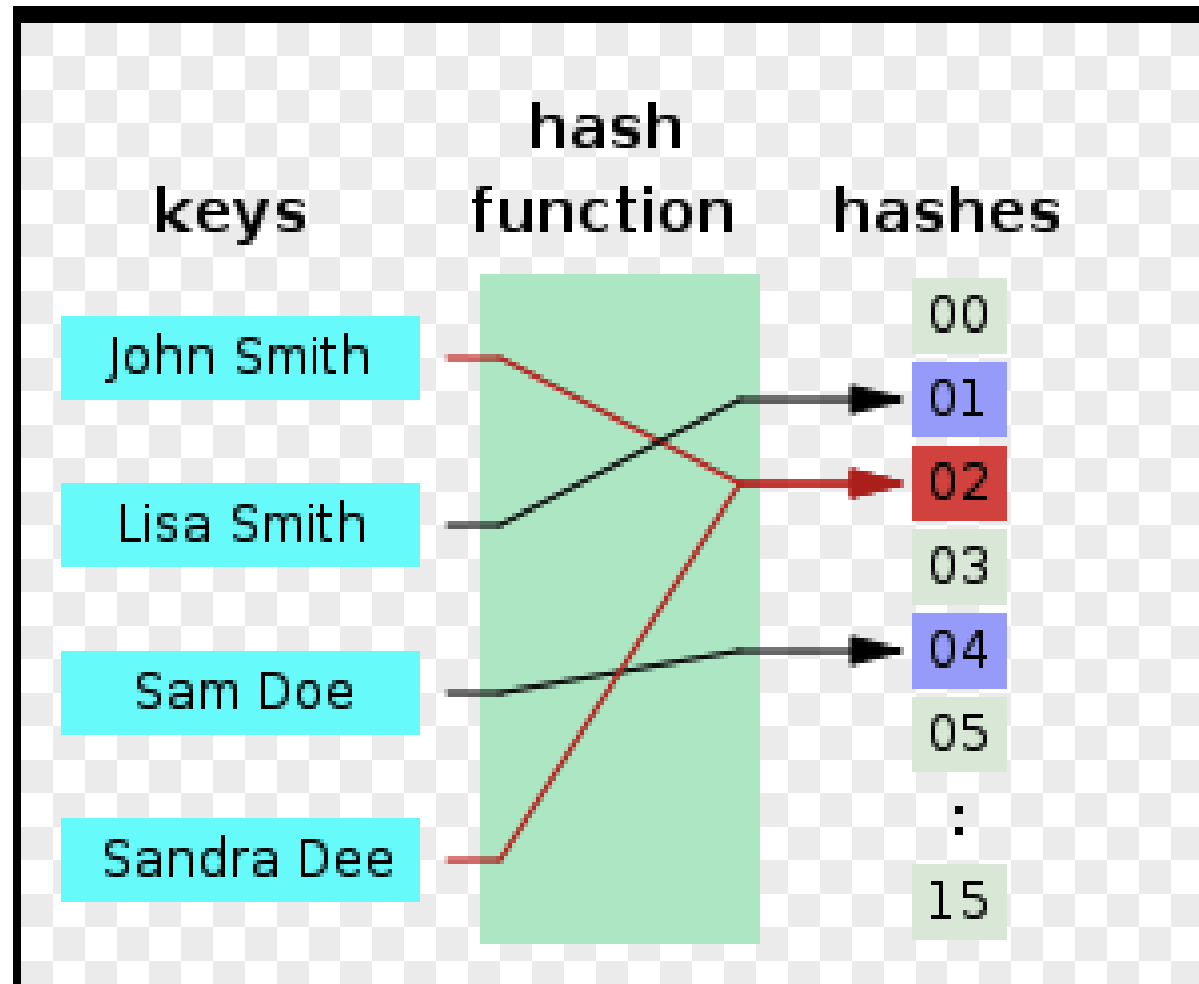 hash
keys function hashes
John Smith
Lisa Smith
Sam Doe
Sandra Dee
00
01
02
03
04
05
:
15